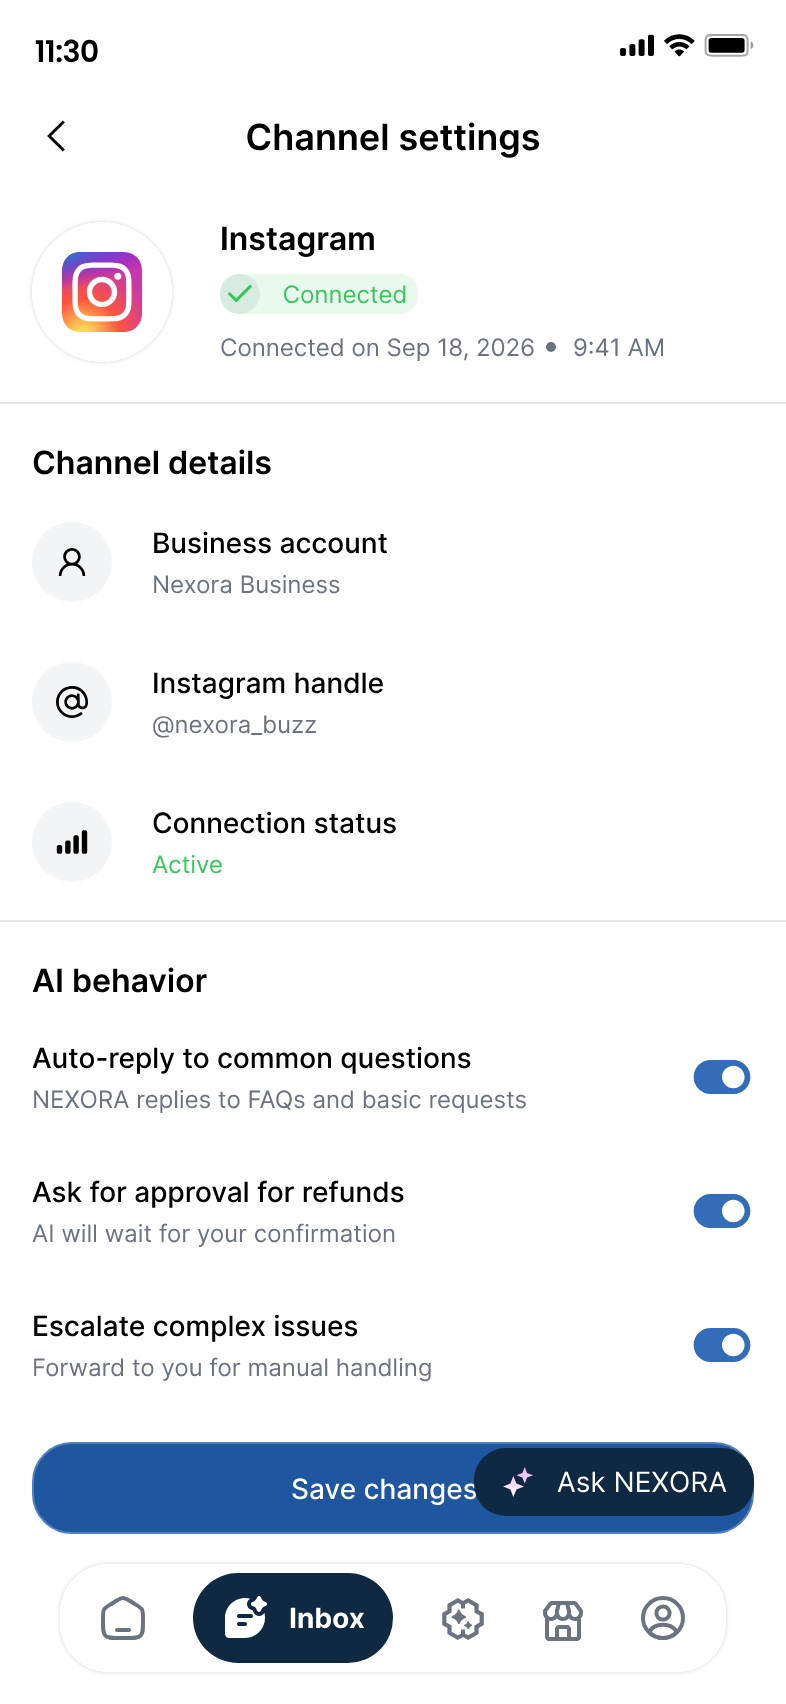 11:30
Channel settings
Instagram
Connected
Connected on Sep 18, 2026 • 9:41 AM
Channel details
Business account
Nexora Business
Instagram handle
@nexora_buzz
Connection status
Active
AI behavior
Auto-reply to common questions
NEXORA replies to FAQs and basic requests
Ask for approval for refunds
AI will wait for your confirmation
Escalate complex issues
Forward to you for manual handling
Save changes
Ask NEXORA
Inbox